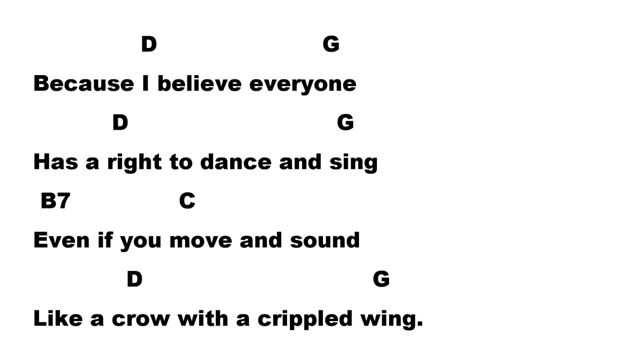 D G
Because I believe everyone
D G
Has a right to dance and sing
B7 C
Even if you move and sound
D G
Like a crow with a crippled wing.